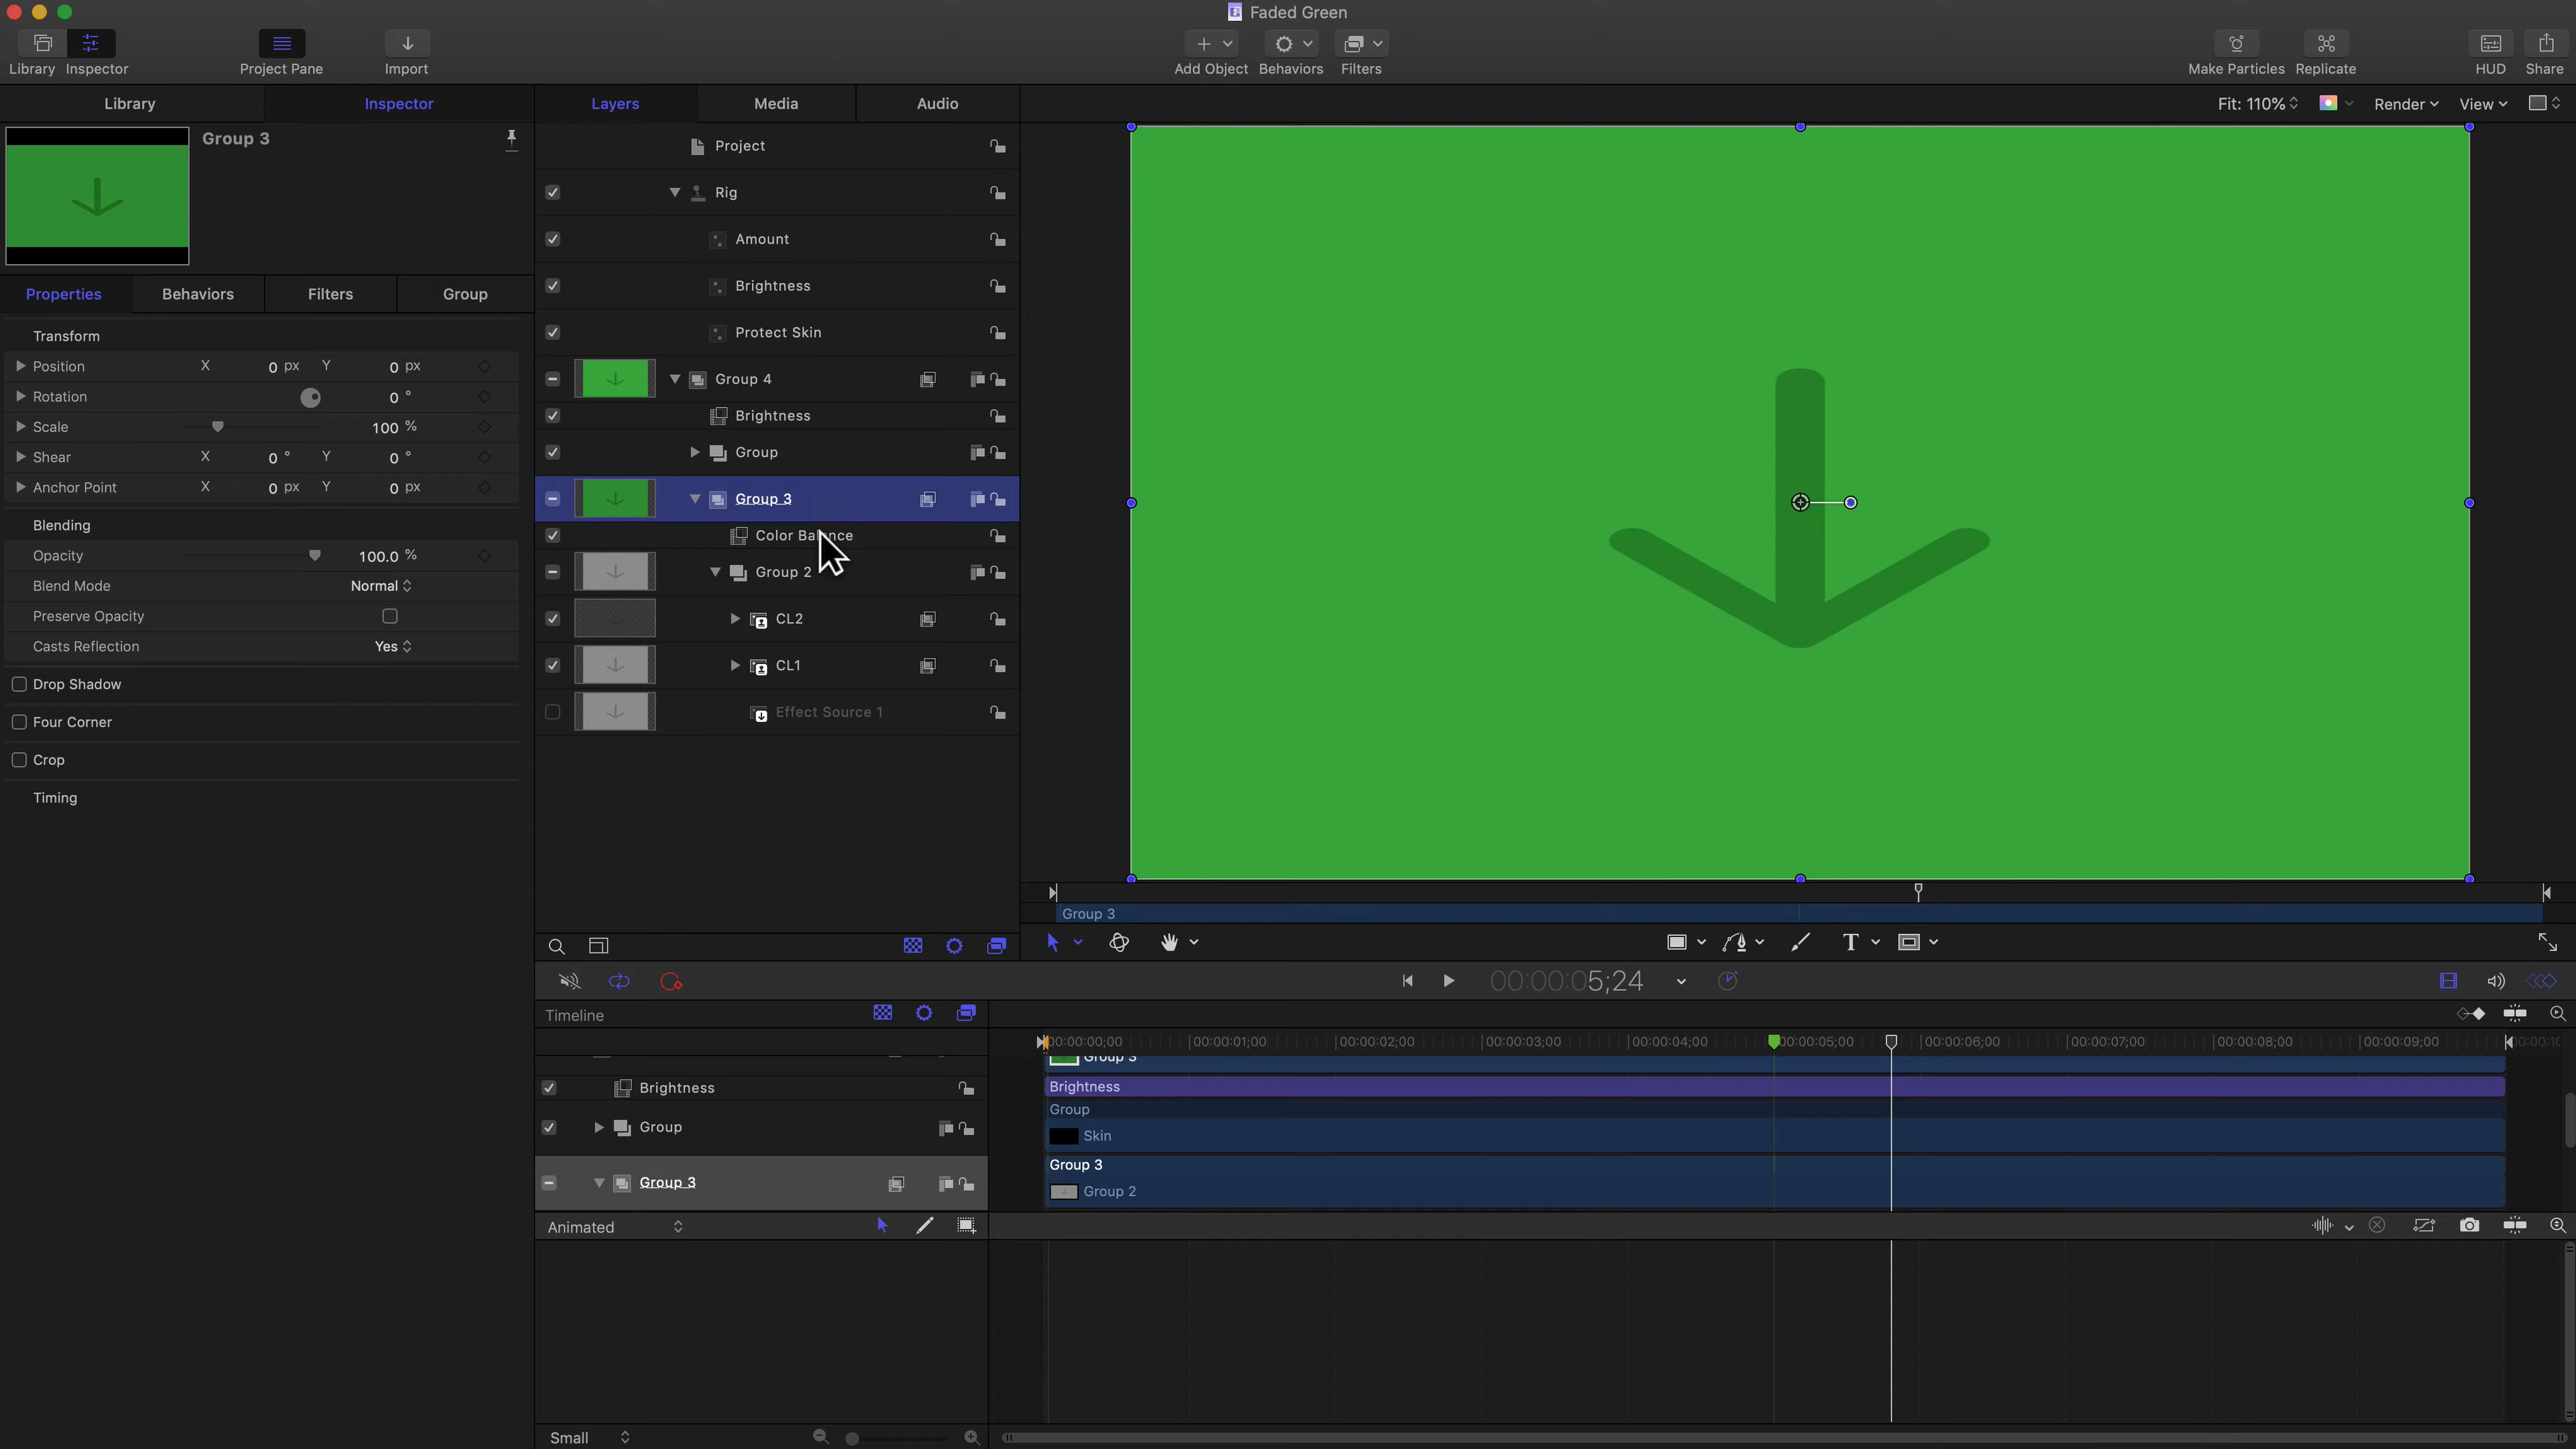 Faded Green
Library Inspector Project Pane Import Add Object Behaviors Filters Make Particles Replicate HUD Share
Library Inspector Layers Media Audio Fit: 110% Render View
Group 3
Properties Behaviors Filters Group
Transform
Position X 0 px Y 0 px
Rotation 0 °
Scale 100 %
Shear X 0 ° Y 0 °
Anchor Point X 0 px Y 0 px
Blending
Opacity 100.0 %
Blend Mode Normal
Preserve Opacity
Casts Reflection Yes
Drop Shadow
Four Corner
Crop
Timing
Project
Rig
Amount
Brightness
Protect Skin
Group 4
Brightness
Group
Group 3
Color Balance
Group 2
CL2
CL1
Effect Source 1
Group 3
T
00:00:05;24
Timeline
00:00:00;00 00:00:01;00 00:00:02;00 00:00:03;00 00:00:04;00 00:00:05;00 00:00:06;00 00:00:07;00 00:00:08;00 00:00:09;00 00:00:10
Group 3
Brightness Brightness
Group
Group Skin
Group 3
Group 3 Group 2
Animated
Small